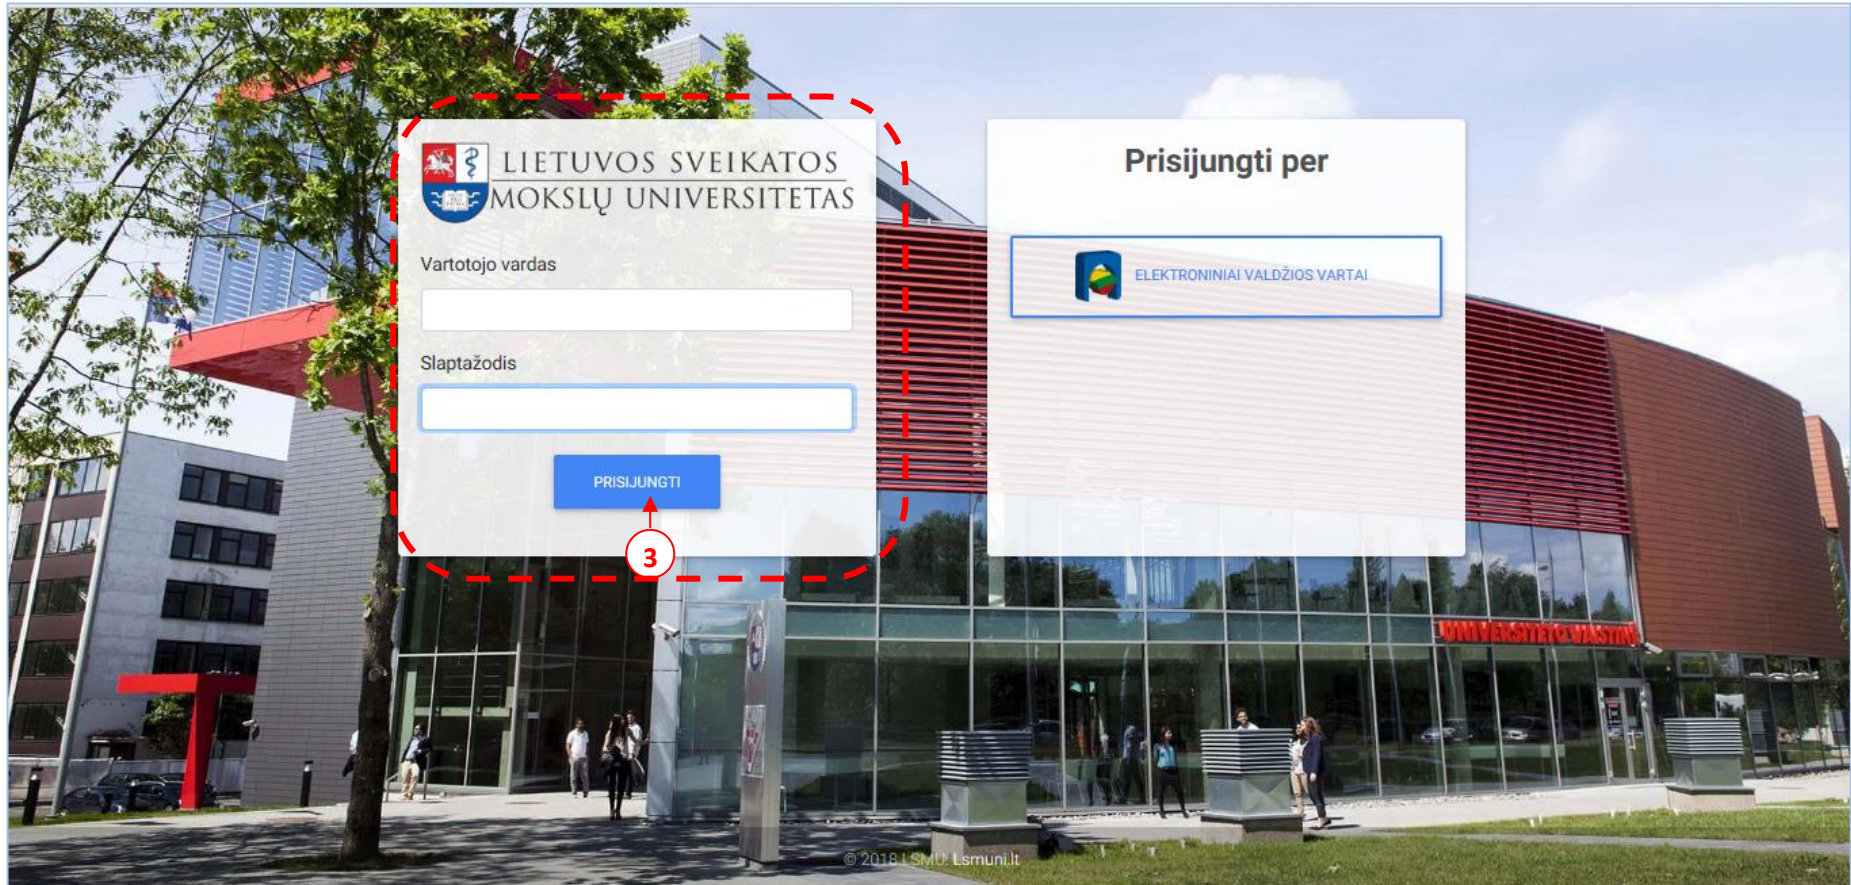 LIETUVOS SVEIKATOS
MOKSLŲ UNIVERSITETAS
Vartotojo vardas
Slaptažodis
PRISIJUNGTI
3
Prisijungti per
ELEKTRONINIAI VALDŽIOS VARTAI
UNIVERSITETO VAISTINĖ
© 2018 LSMU. Lsmuni.lt